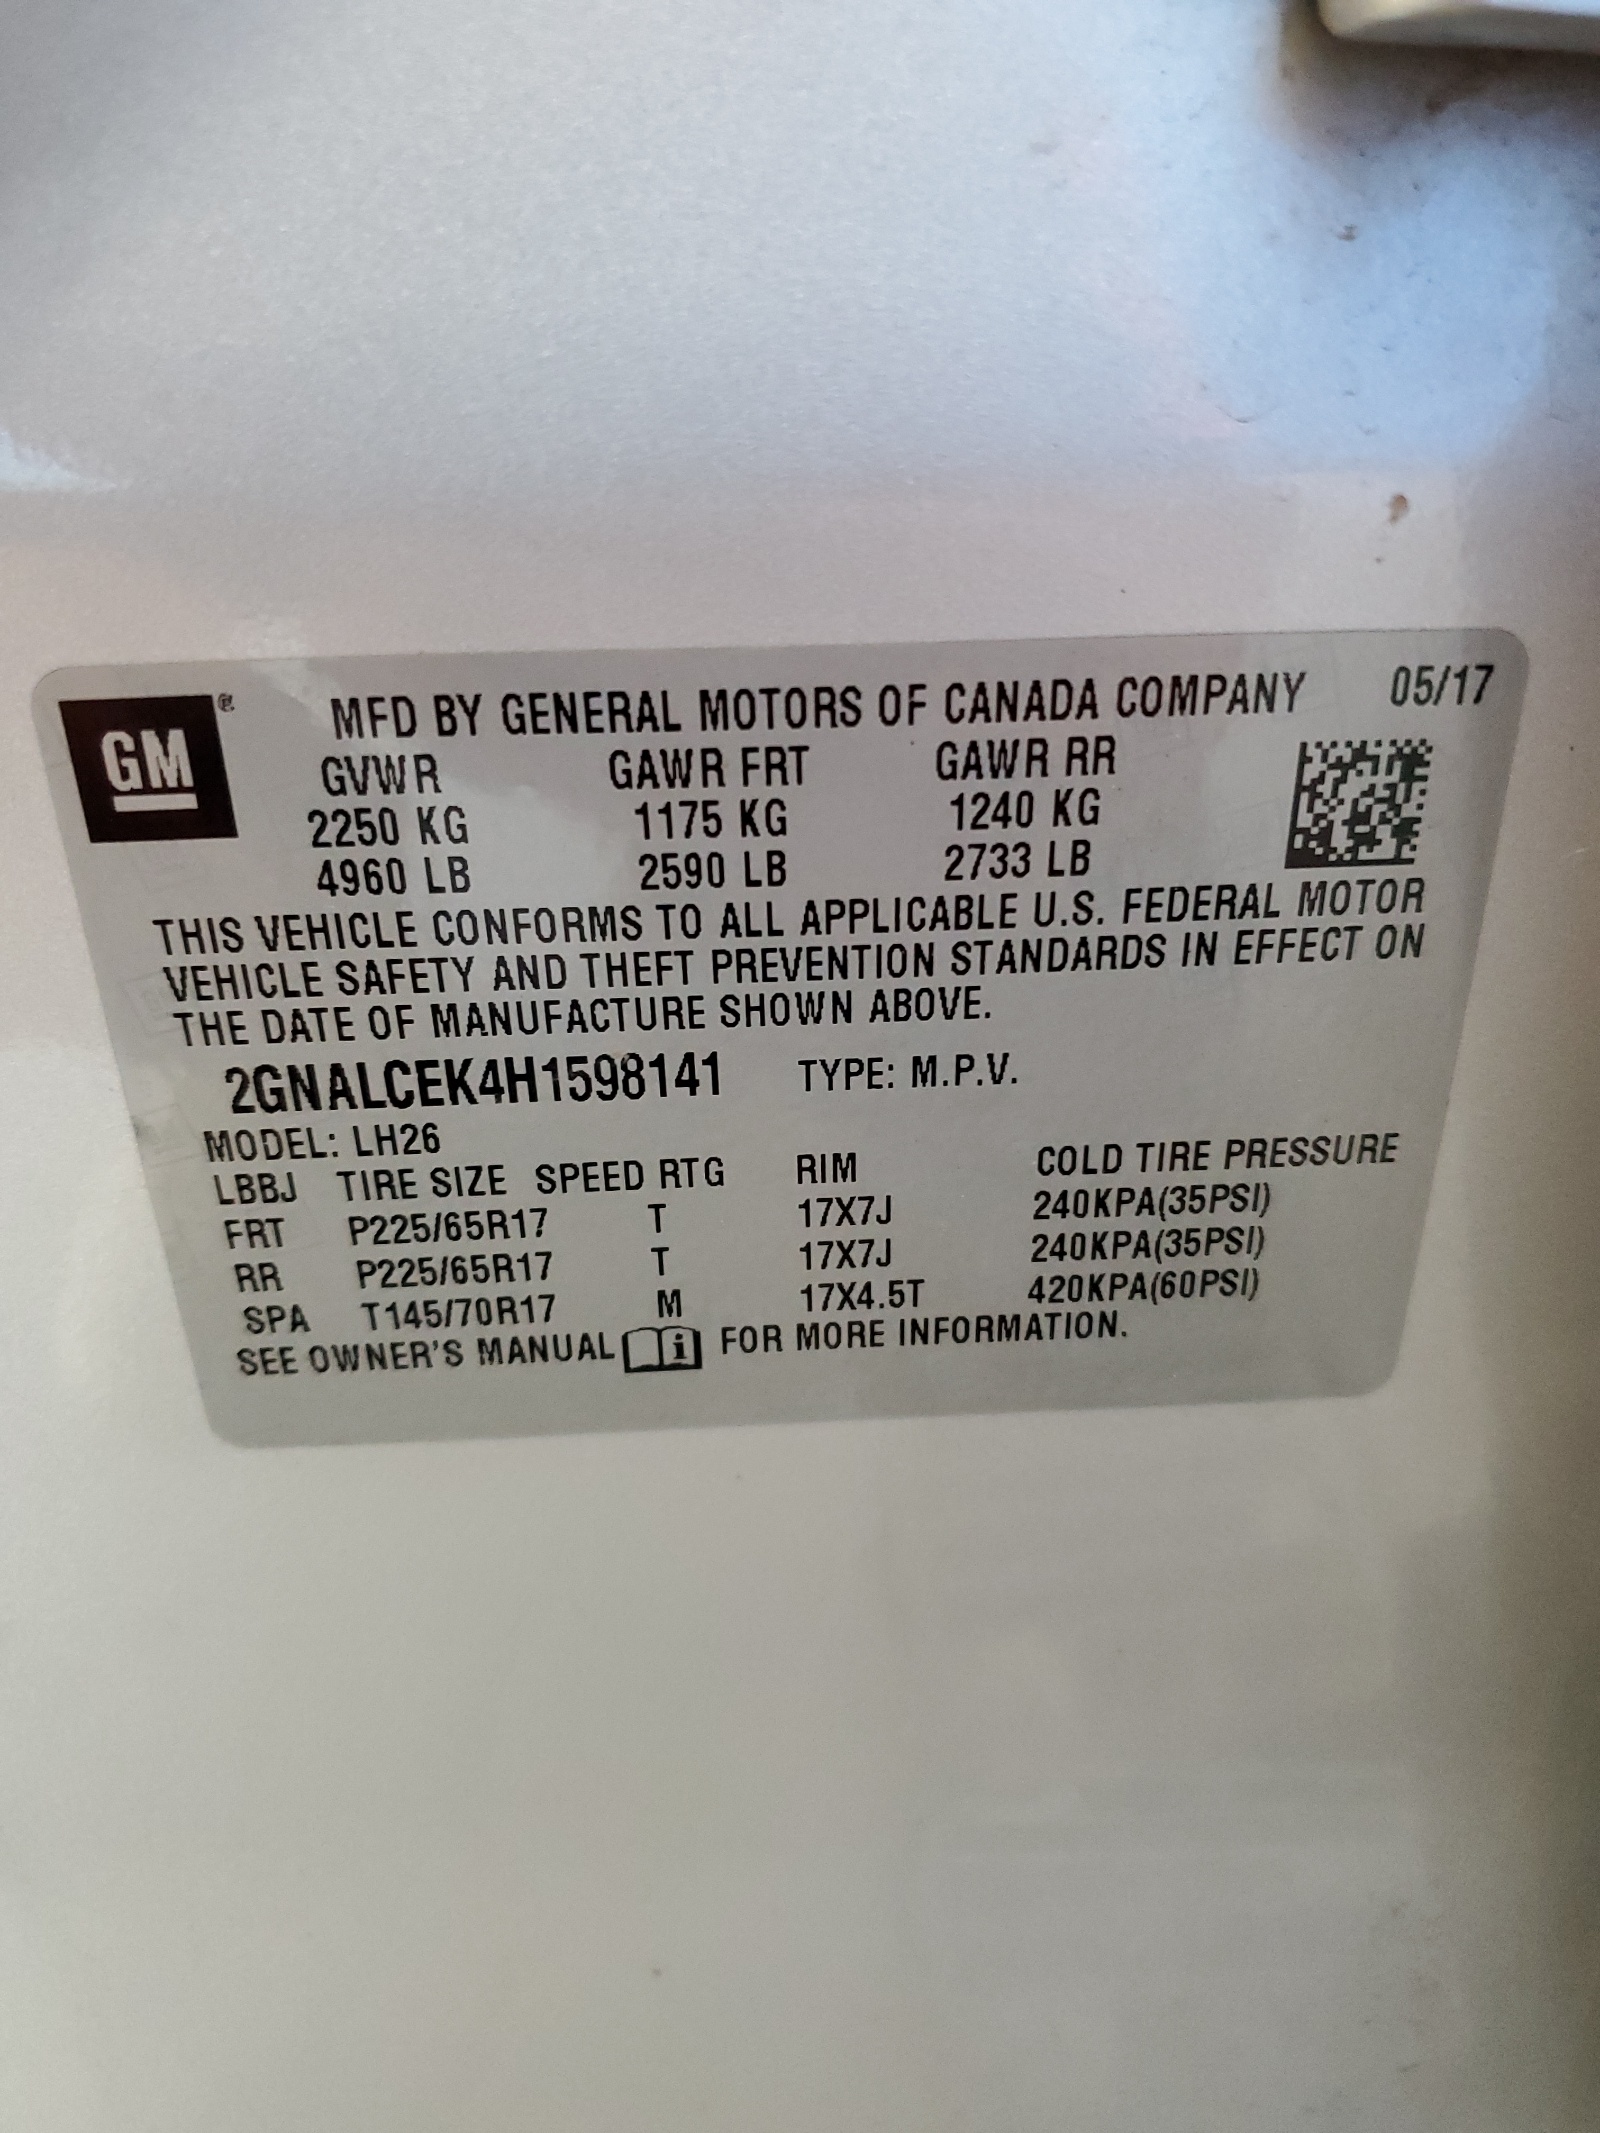 GM ® MFD BY GENERAL MOTORS OF CANADA COMPANY 05/17
GVWR GAWR FRT GAWR RR
2250 KG 1175 KG 1240 KG
4960 LB 2590 LB 2733 LB
THIS VEHICLE CONFORMS TO ALL APPLICABLE U.S. FEDERAL MOTOR
VEHICLE SAFETY AND THEFT PREVENTION STANDARDS IN EFFECT ON
THE DATE OF MANUFACTURE SHOWN ABOVE.
2GNALCEK4H1598141 TYPE: M.P.V.
MODEL: LH26
LBBJ TIRE SIZE SPEED RTG RIM COLD TIRE PRESSURE
FRT P225/65R17 T 17X7J 240KPA(35PSI)
RR P225/65R17 T 17X7J 240KPA(35PSI)
SPA T145/70R17 M 17X4.5T 420KPA(60PSI)
SEE OWNER'S MANUAL i FOR MORE INFORMATION.